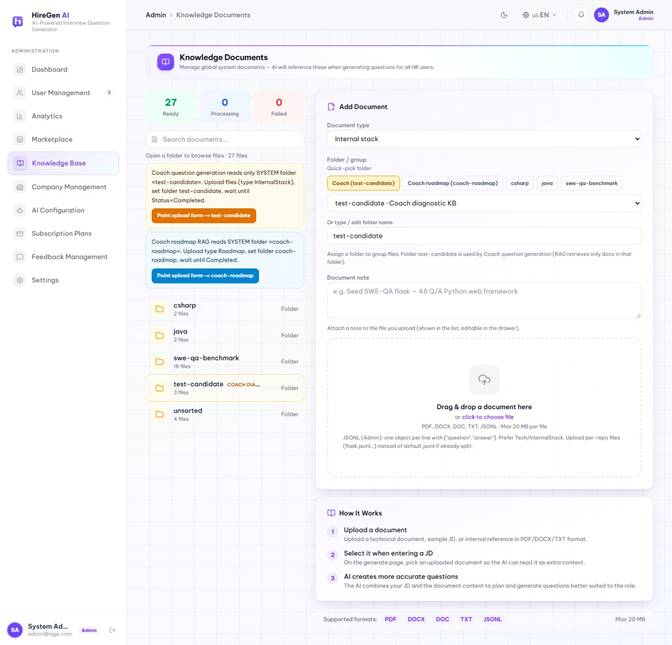 HireGen AI
AI-Powered Interview Question
Generator
ADMINISTRATION
Dashboard
User Management
Analytics
Marketplace
Knowledge Base
Company Management
AI Configuration
Subscription Plans
Feedback Management
Settings
SA
System Ad...
admin@iqgs.com
Admin
Admin > Knowledge Documents
US EN
SA
System Admin
Admin
Knowledge Documents
Manage global system documents — AI will reference these when generating questions for all HR users.
27
Ready
0
Processing
0
Failed
Search documents...
Open a folder to browse files · 27 files
Coach question generation reads only SYSTEM folder
«test-candidate». Upload files (type InternalStack),
set folder test-candidate, wait until
Status=Completed.
Point upload form → test-candidate
Coach roadmap RAG reads SYSTEM folder «coach-
roadmap». Upload type Roadmap, set folder coach-
roadmap, wait until Completed.
Point upload form → coach-roadmap
csharp
2 files
Folder
java
2 files
Folder
swe-qa-benchmark
16 files
Folder
test-candidate COACH DIA...
3 files
Folder
unsorted
4 files
Folder
Add Document
Document type
Internal stack
Folder / group
Quick-pick folder
Coach (test-candidate)
Coach roadmap (coach-roadmap)
csharp
java
swe-qa-benchmark
test-candidate · Coach diagnostic KB
Or type / edit folder name
test-candidate
Assign a folder to group files. Folder test-candidate is used by Coach question generation (RAG retrieves only docs in that
folder).
Document note
e.g. Seed SWE-QA flask — 48 Q/A Python web framework
Attach a note to the file you upload (shown in the list, editable in the drawer).
Drag & drop a document here
or click to choose file
PDF, DOCX, DOC, TXT, JSONL · Max 20 MB per file
JSONL (Admin): one object per line with {"question","answer"}. Prefer Tech/InternalStack. Upload per-repo files
(flask.jsonl...) instead of default.jsonl if already split.
How It Works
1
Upload a document
Upload a technical document, sample JD, or internal reference in PDF/DOCX/TXT format.
2
Select it when entering a JD
On the generate page, pick an uploaded document so the AI can read it as extra context.
3
AI creates more accurate questions
The AI combines your JD and the document content to plan and generate questions better suited to the role.
Supported formats: PDF DOCX DOC TXT JSONL
Max 20 MB